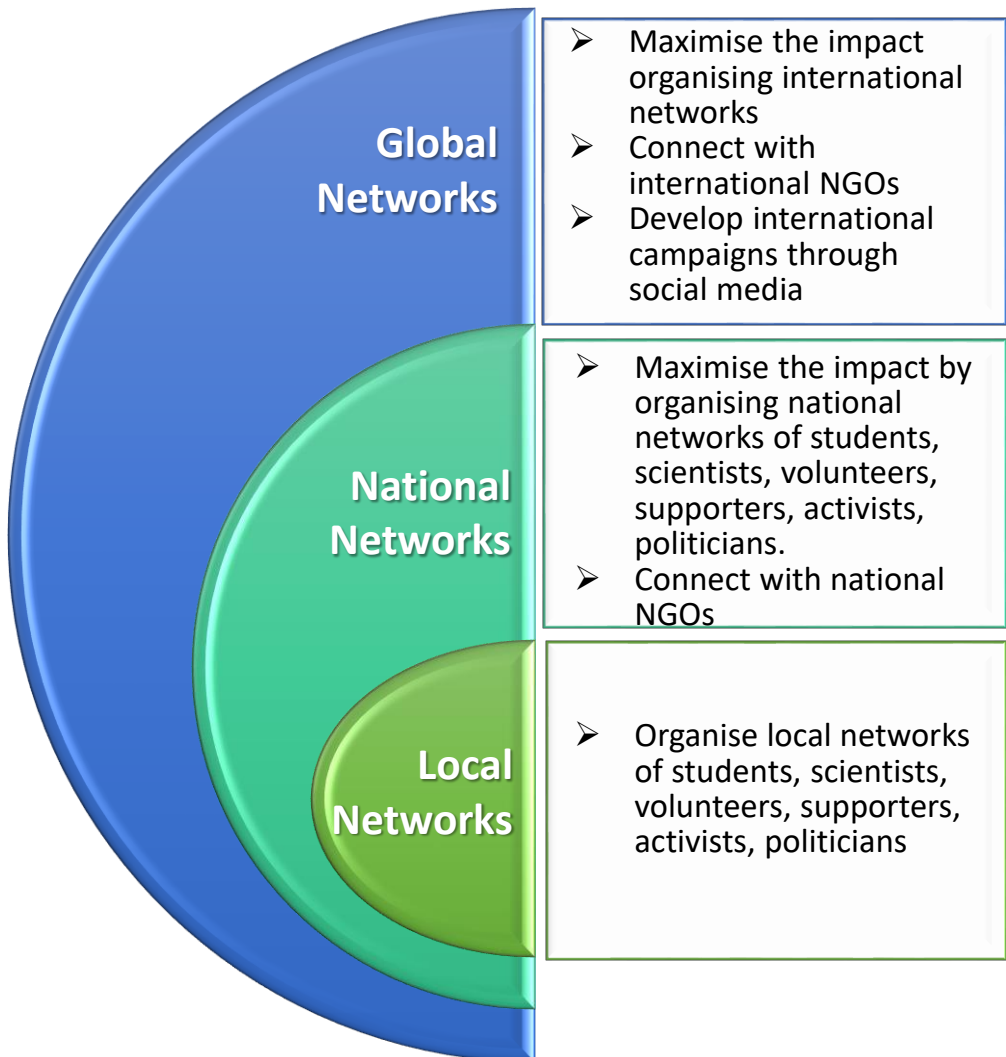 Global
Networks
➢ Maximise the impact
organising international
networks
➢ Connect with
international NGOs
➢ Develop international
campaigns through
social media
National
Networks
➢ Maximise the impact by
organising national
networks of students,
scientists, volunteers,
supporters, activists,
politicians.
➢ Connect with national
NGOs
Local
Networks
➢ Organise local networks
of students, scientists,
volunteers, supporters,
activists, politicians